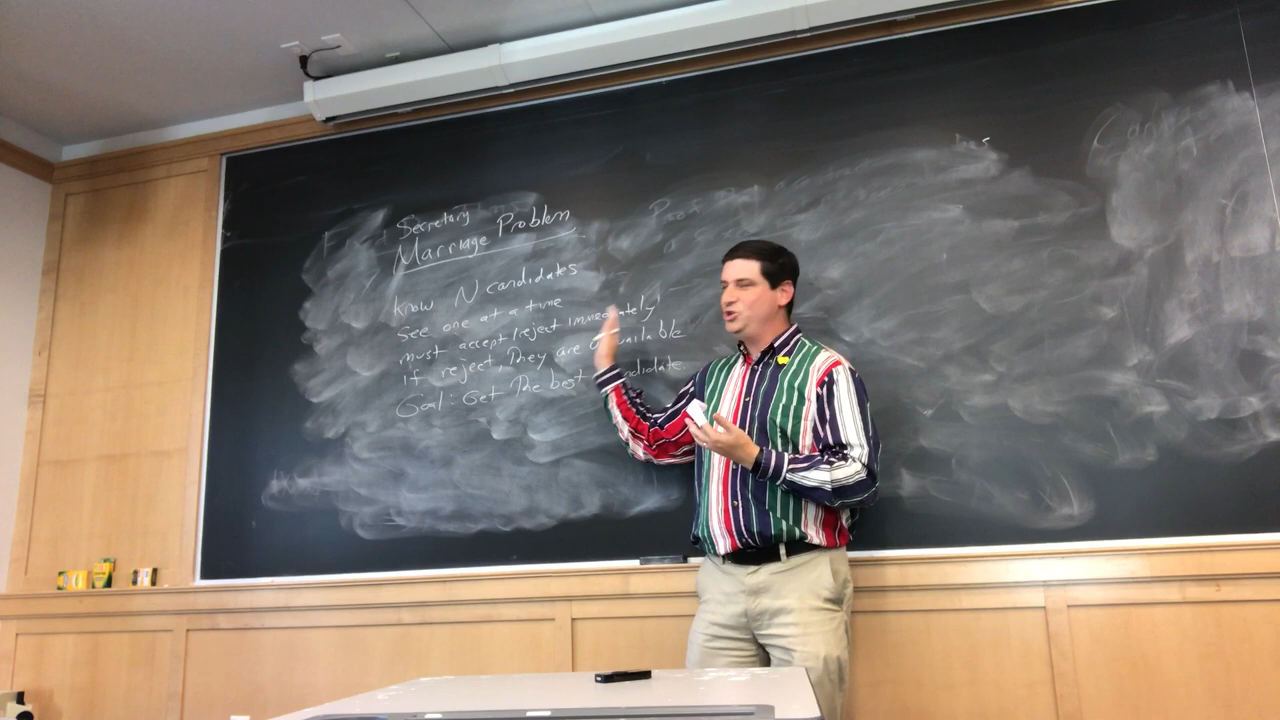 Secretary
Marriage Problem
Know N candidates
See one at a time
must accept/reject immediately
if reject, they are unavailable
Goal: Get the best candidate.